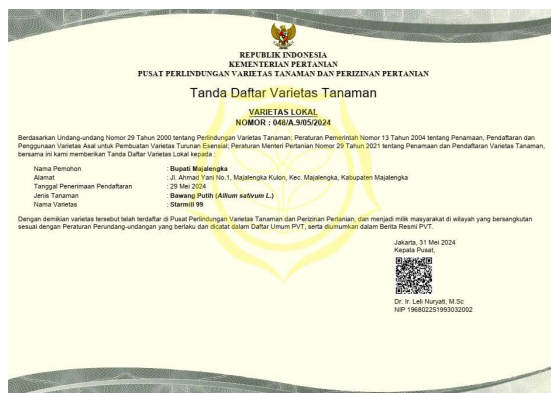 REPUBLIK INDONESIA
KEMENTERIAN PERTANIAN
PUSAT PERLINDUNGAN VARIETAS TANAMAN DAN PERIZINAN PERTANIAN
Tanda Daftar Varietas Tanaman
VARIETAS LOKAL
NOMOR : 048/A.9/05/2024
Berdasarkan Undang-undang Nomor 29 Tahun 2000 tentang Perlindungan Varietas Tanaman; Peraturan Pemerintah Nomor 13 Tahun 2004 tentang Penamaan, Pendaftaran dan
Penggunaan Varietas Asal untuk Pembuatan Varietas Turunan Esensial; Peraturan Menteri Pertanian Nomor 29 Tahun 2021 tentang Penamaan dan Pendaftaran Varietas Tanaman,
bersama ini kami memberikan Tanda Daftar Varietas Lokal kepada :
Nama Pemohon : Bupati Majalengka
Alamat : Jl. Ahmad Yani No.1, Majalengka Kulon, Kec. Majalengka, Kabupaten Majalengka
Tanggal Penerimaan Pendaftaran : 29 Mei 2024
Jenis Tanaman : Bawang Putih (Allium sativum L.)
Nama Varietas : Starmill 99
Dengan demikian varietas tersebut telah terdaftar di Pusat Perlindungan Varietas Tanaman dan Perizinan Pertanian, dan menjadi milik masyarakat di wilayah yang bersangkutan
sesuai dengan Peraturan Perundang-undangan yang berlaku dan dicatat dalam Daftar Umum PVT, serta diumumkan dalam Berita Resmi PVT.
Jakarta, 31 Mei 2024
Kepala Pusat,
Dr. Ir. Leli Nuryati, M.Sc
NIP 196802251993032002